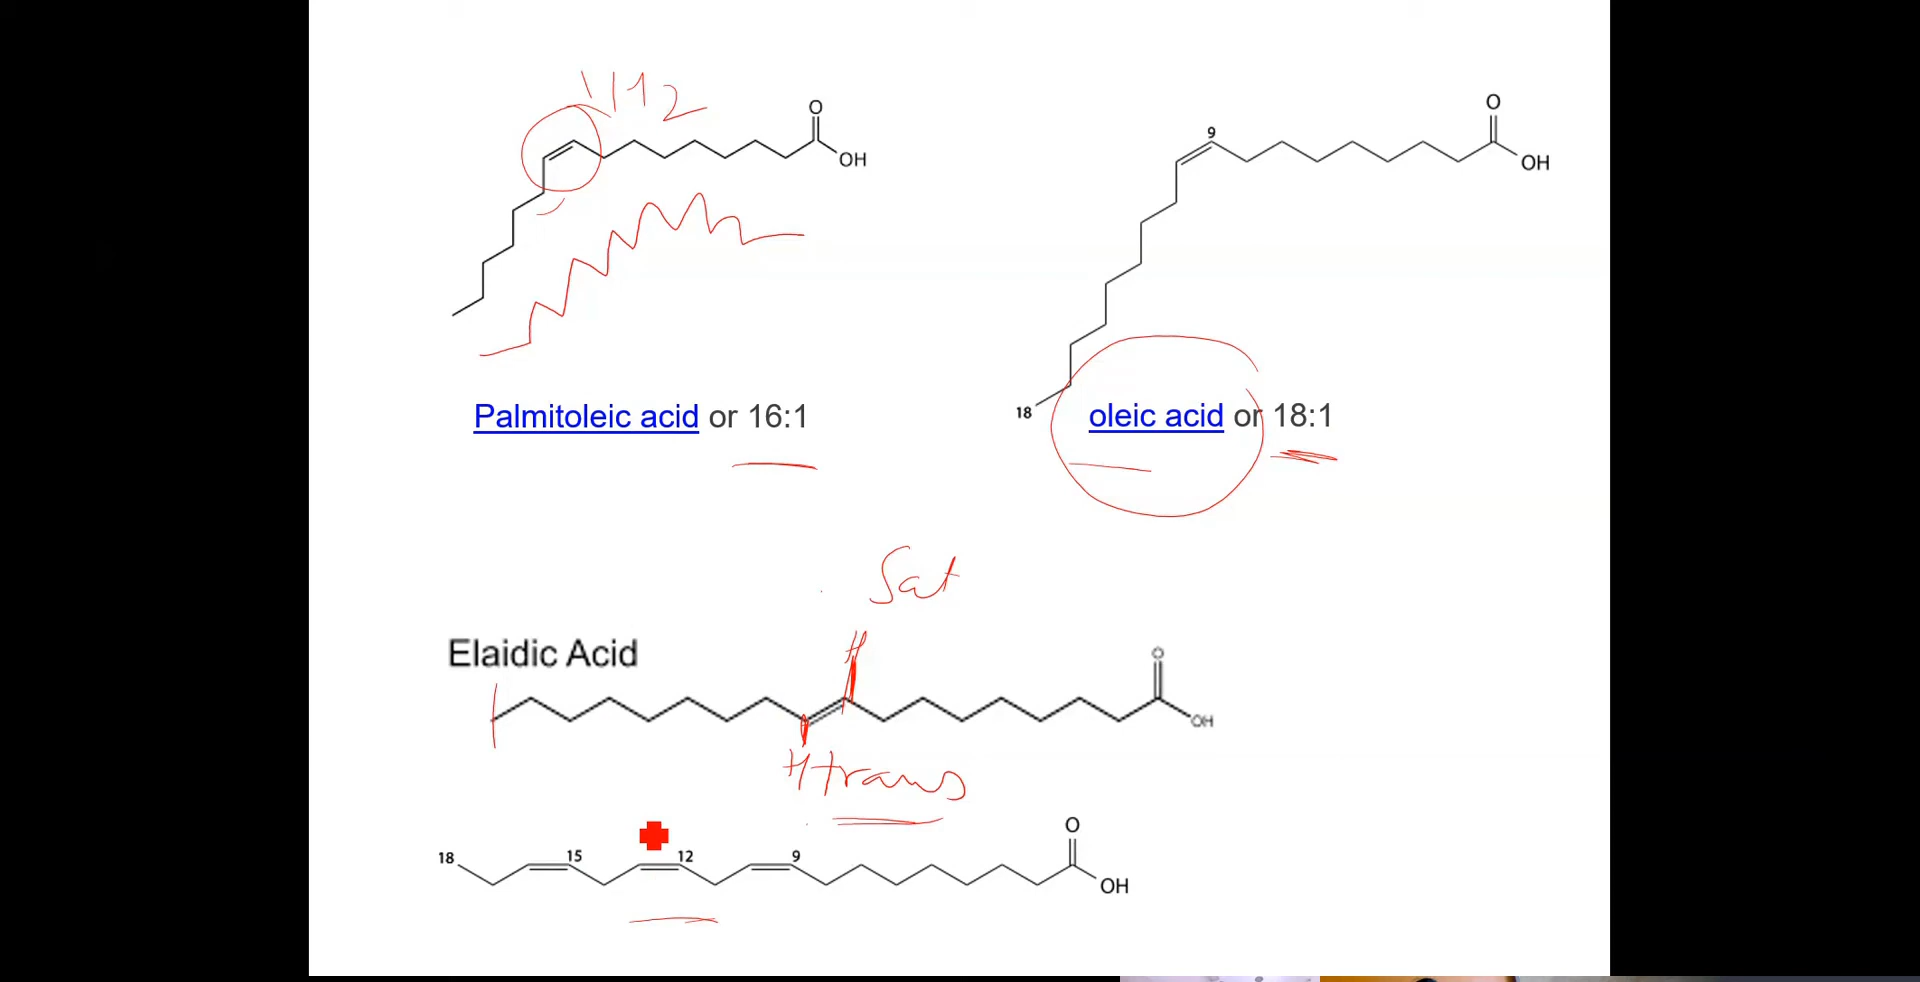 O
OH
9
O
OH
18
Palmitoleic acid or 16:1
oleic acid or 18:1
Sat
Elaidic Acid
H
O
OH
H trans
18
15
12
9
O
OH